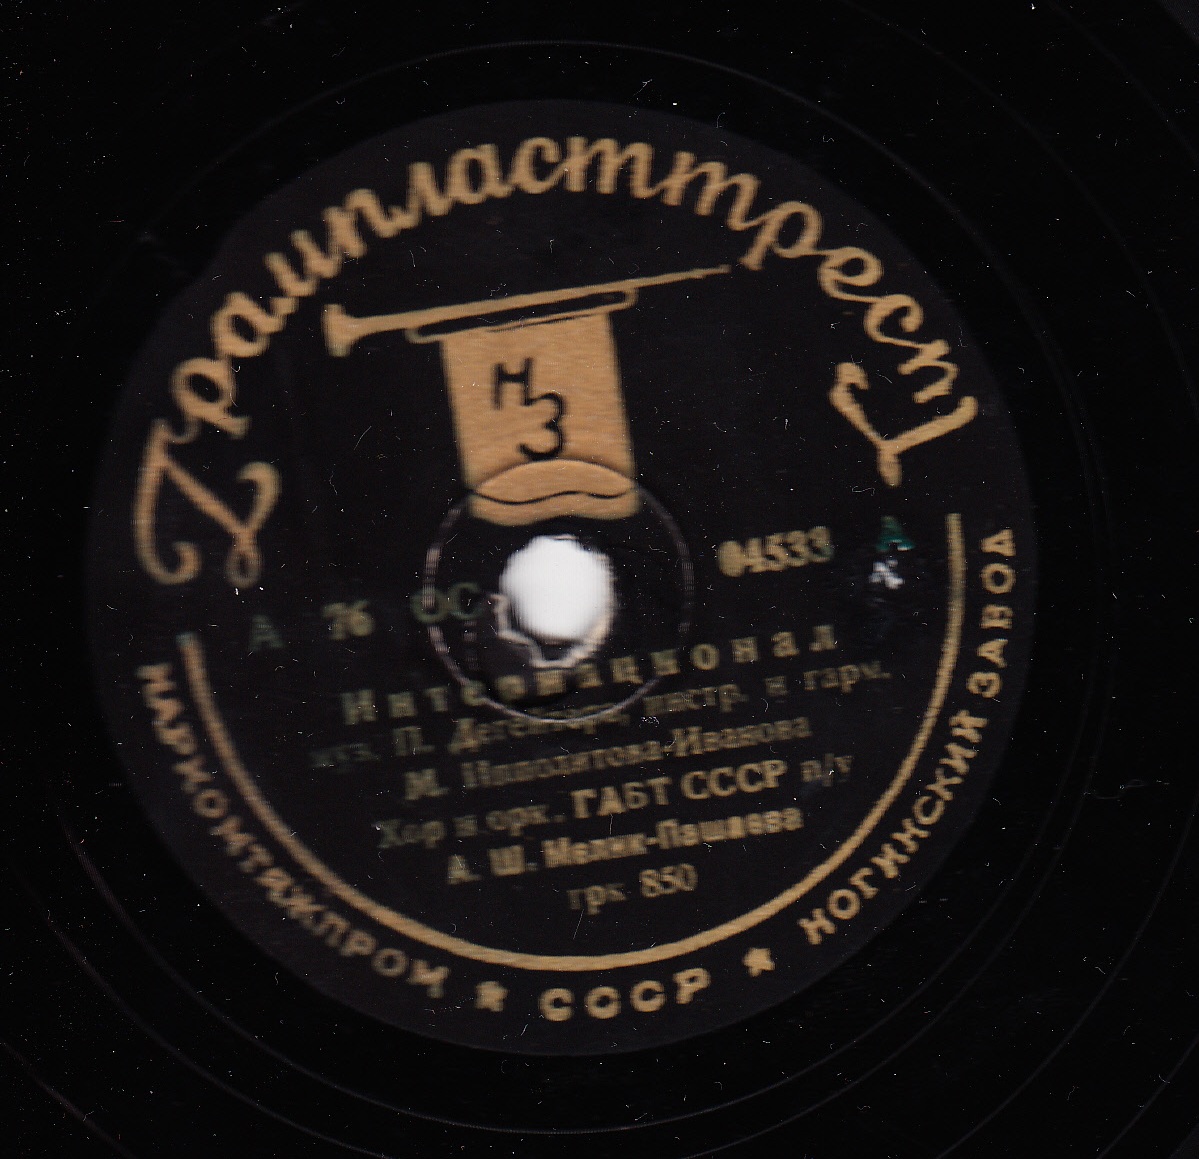 Грампласттрест
НЗ
А 76 ОС 04533 А
Интернационал
муз. П. Дегейтера, инстр. и гарм.
М. Ипполитова-Иванова
Хор и орк. ГАБТ СССР п/у
А. Ш. Мелик-Пашаева
грк 850
НАРКОМТЯЖПРОМ ★ СССР ★ НОГИНСКИЙ ЗАВОД